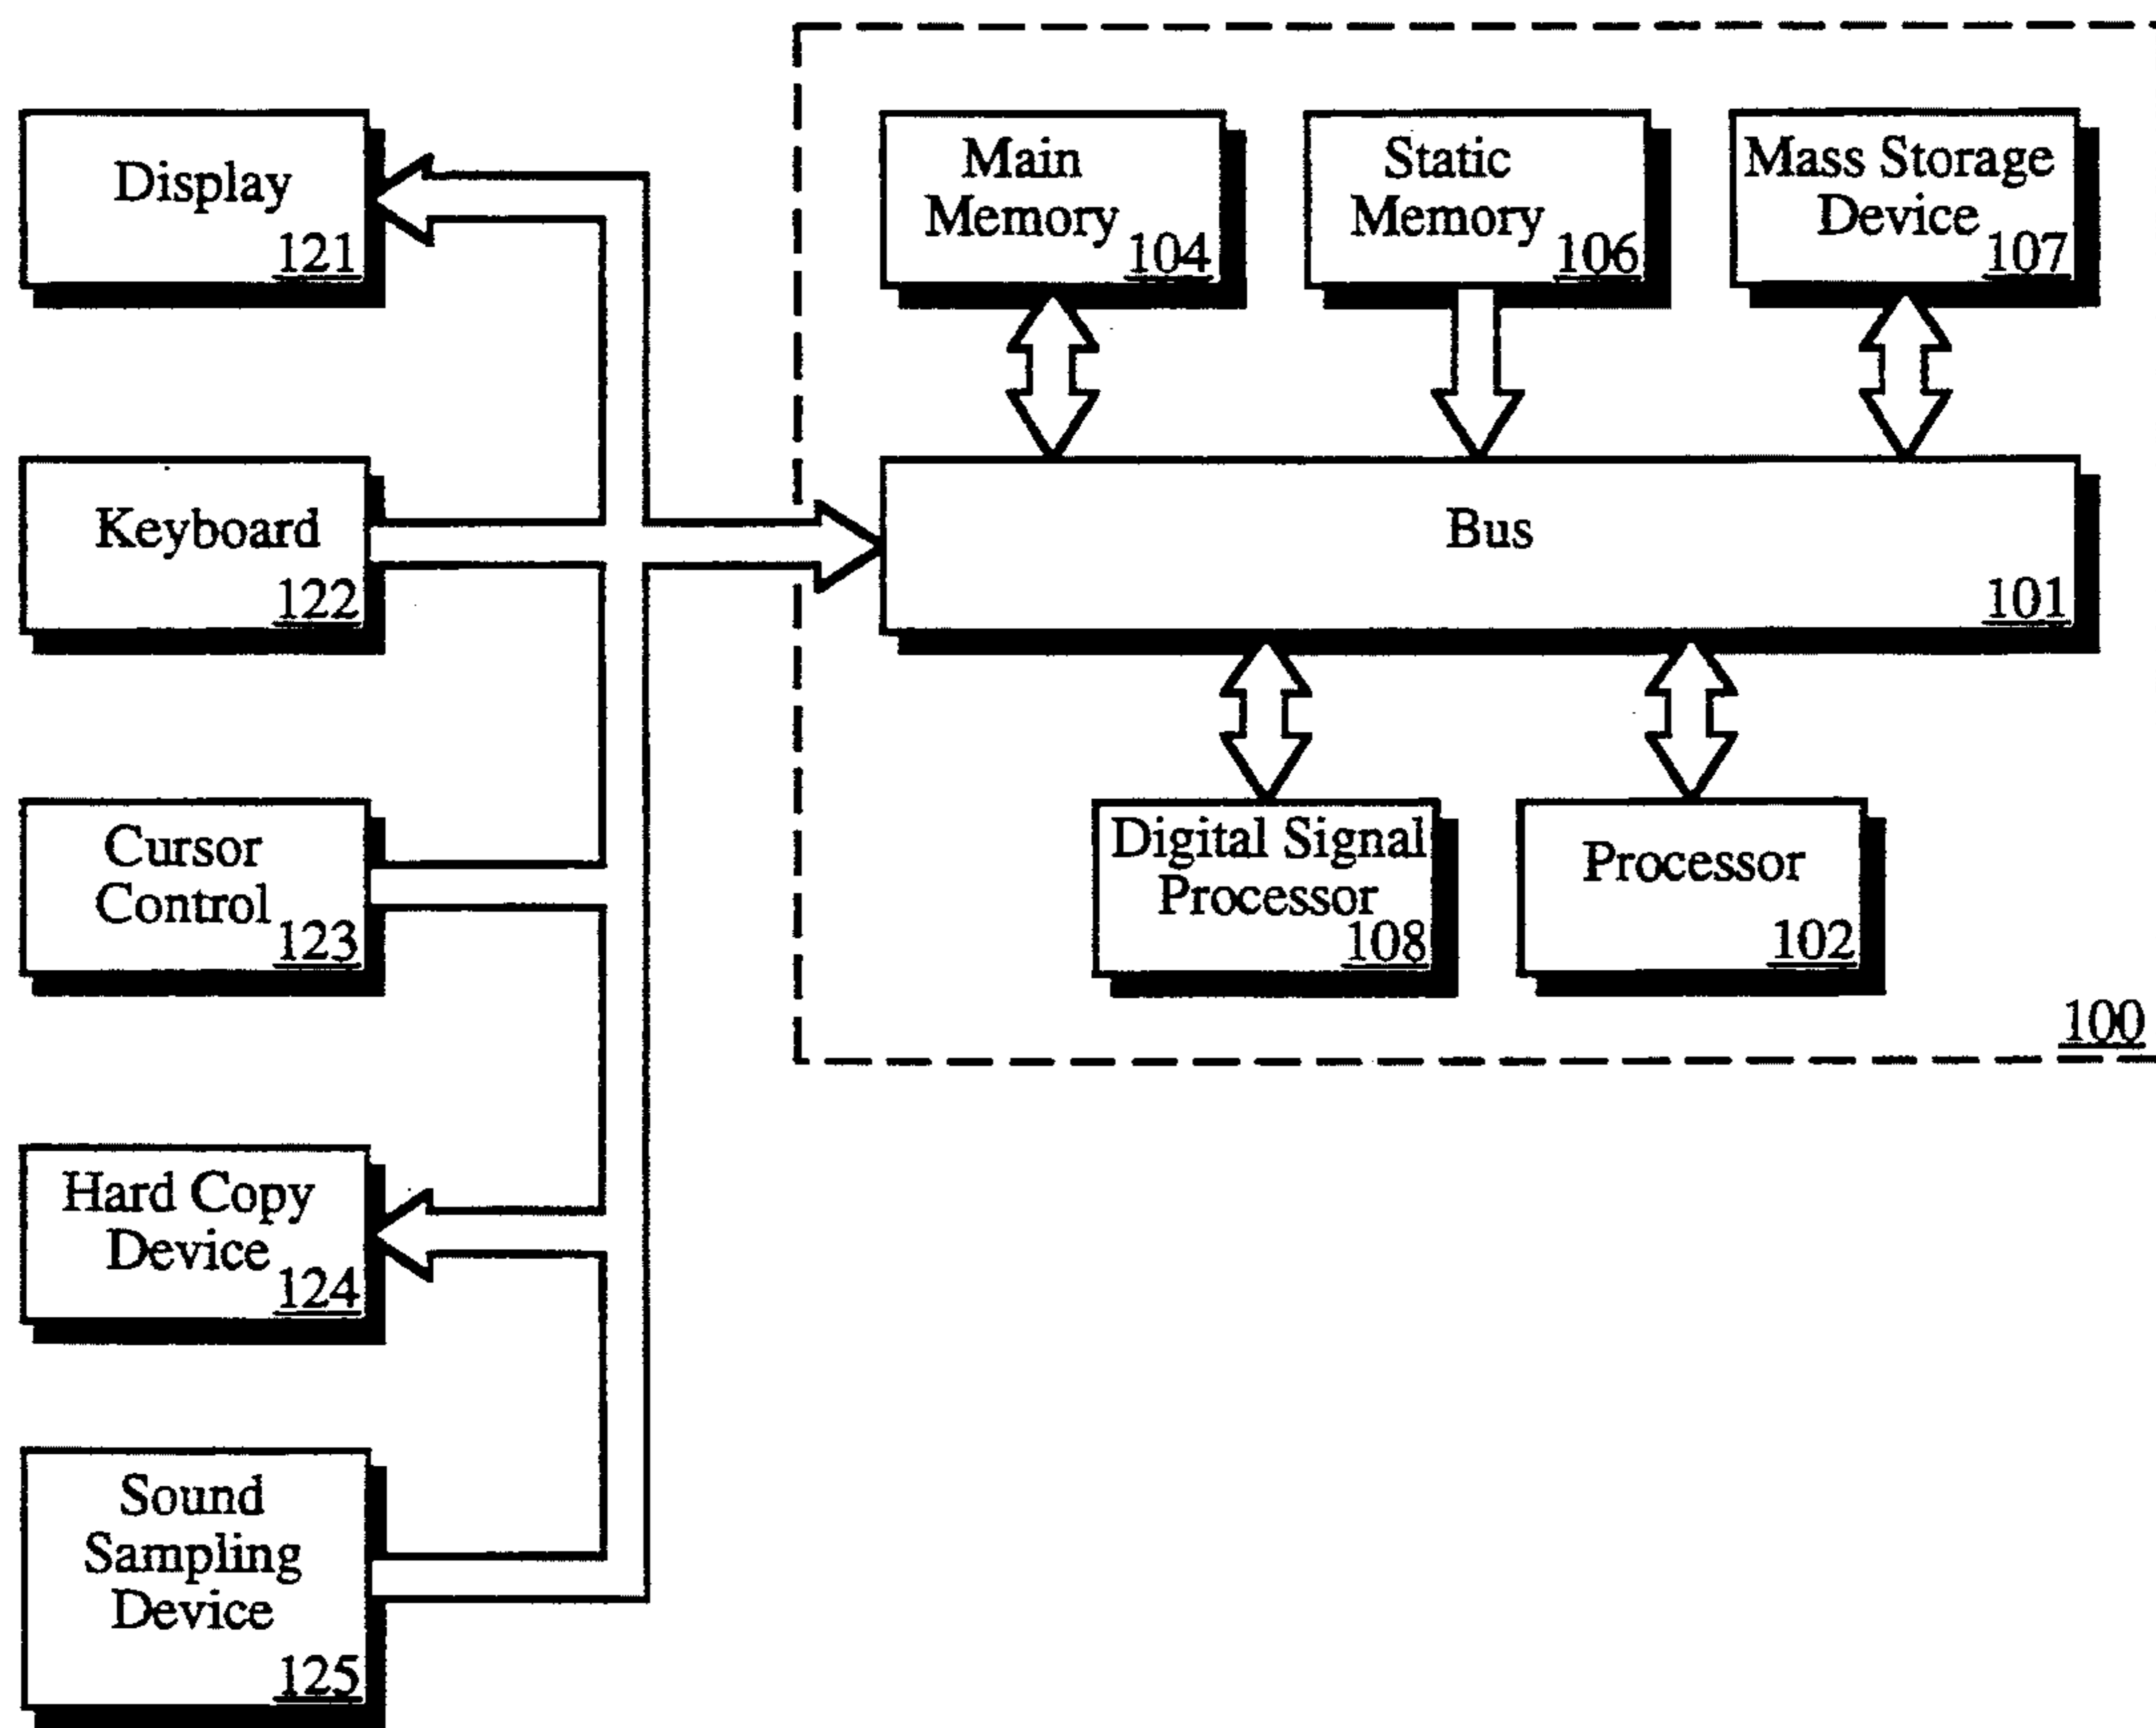 Display
121
Keyboard
122
Cursor
Control
123
Hard Copy
Device
124
Sound
Sampling
Device
125
Main
Memory
104
Static
Memory
106
Mass Storage
Device
107
Bus
101
Digital Signal
Processor
108
Processor
102
100